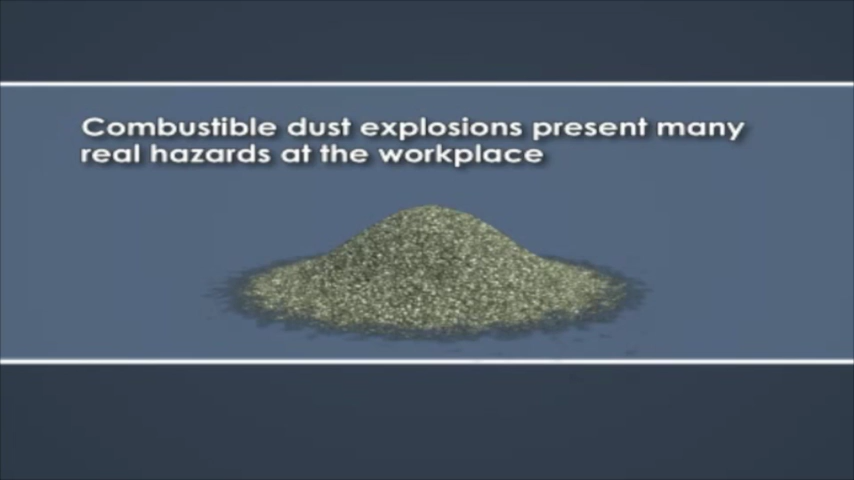 Combustible dust explosions present many
real hazards at the workplace